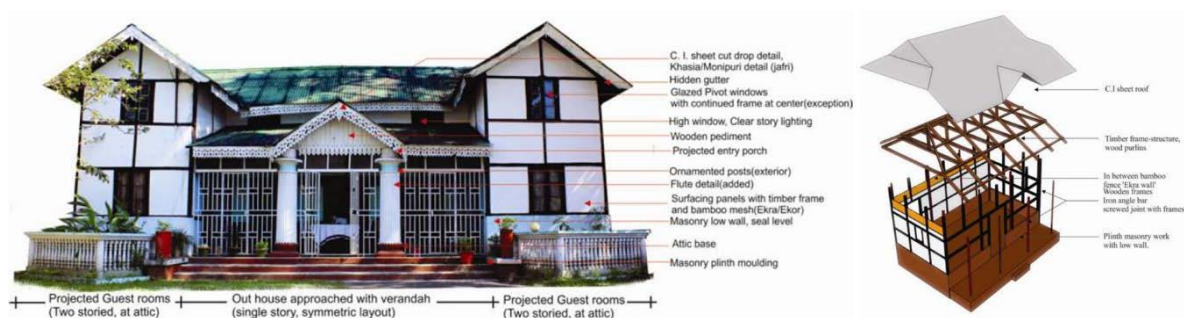 C. I. sheet cut drop detail,
Khasia/Monipuri detail (jafri)
Hidden gutter
Glazed Pivot windows
with continued frame at center(exception)
High window, Clear story lighting
Wooden pediment
Projected entry porch
Ornamented posts(exterior)
Flute detail(added)
Surfacing panels with timber frame
and bamboo mesh(Ekra/Ekor)
Masonry low wall, seal level
Attic base
Masonry plinth moulding
Projected Guest rooms
(Two storied, at attic)
Out house approached with verandah
(single story, symmetric layout)
Projected Guest rooms
(Two storied, at attic)
C.I sheet roof
Timber frame-structure,
wood purlins
In between bamboo
fence 'Ekra wall'
Wooden frames
Iron angle bar
screwed joint with frames
Plinth masonry work
with low wall.